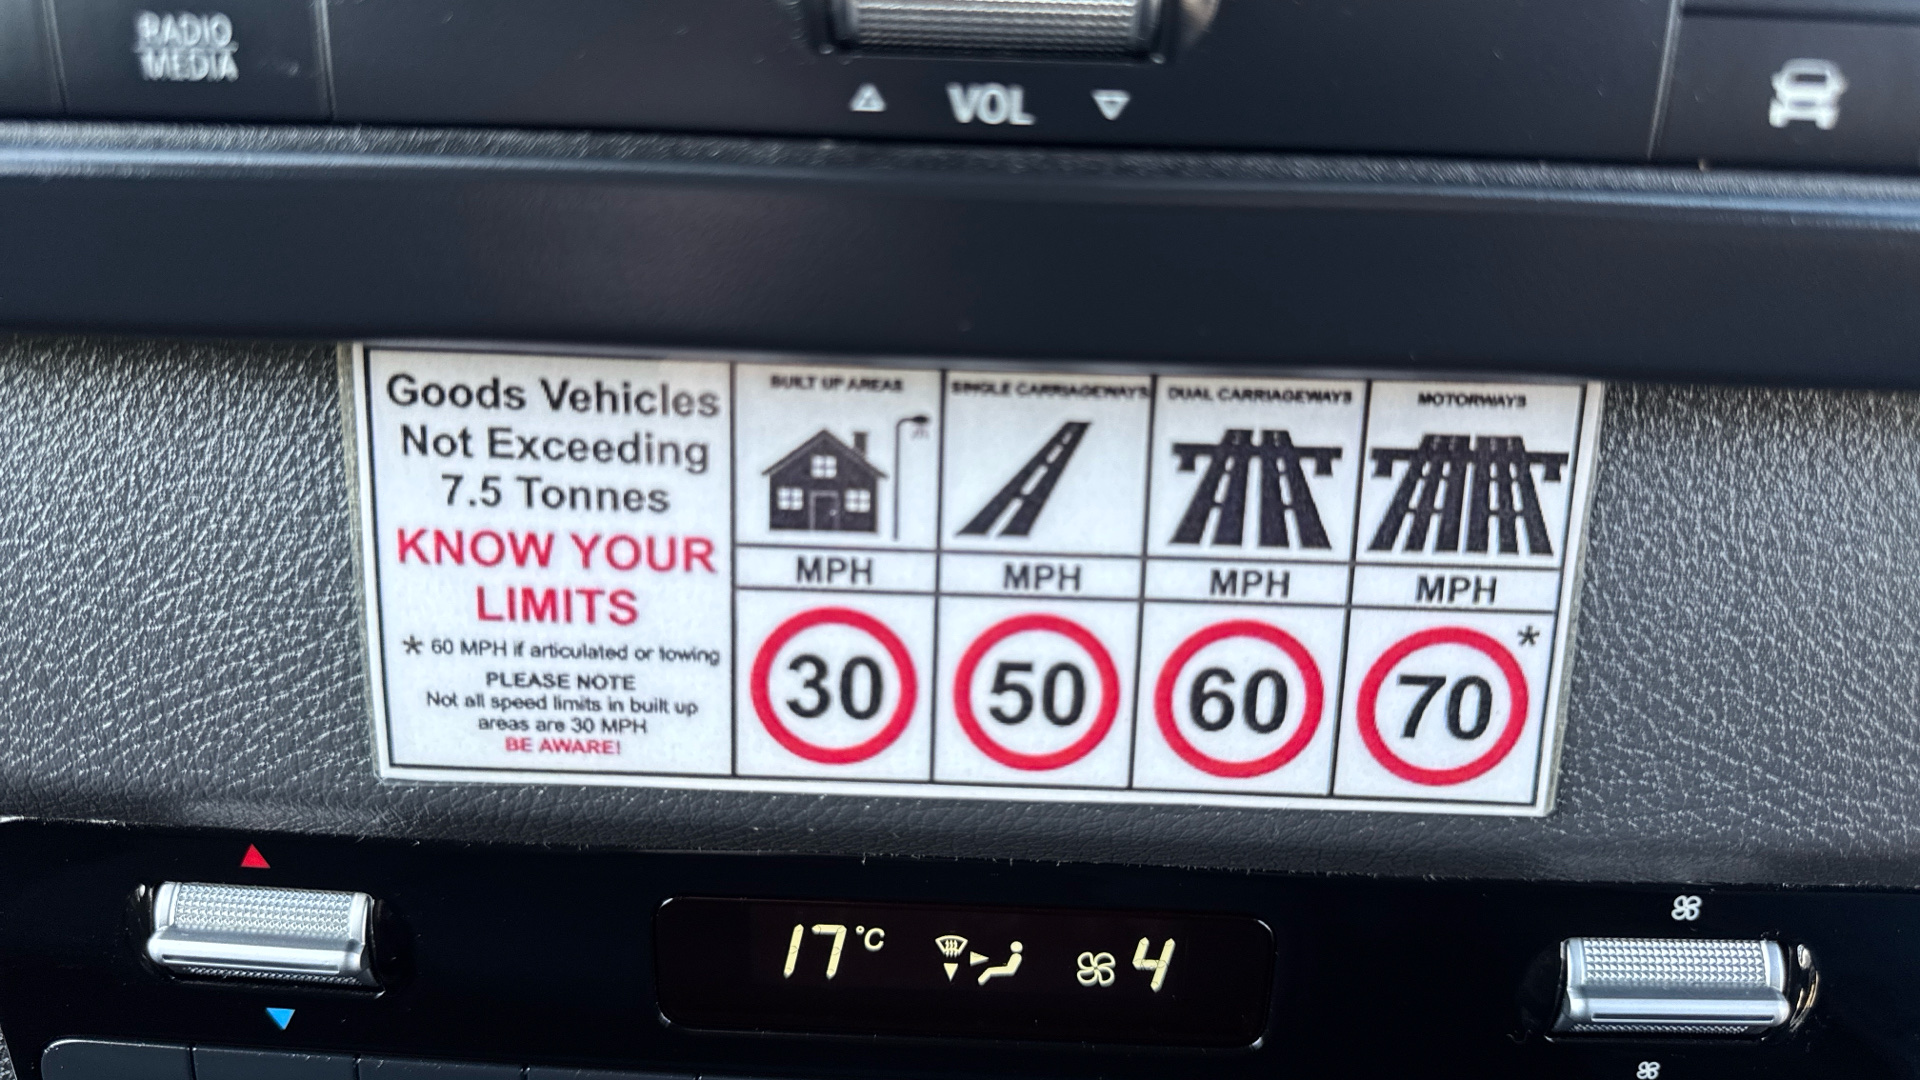 RADIO
MEDIA
VOL
Goods Vehicles
Not Exceeding
7.5 Tonnes
KNOW YOUR
LIMITS
* 60 MPH if articulated or towing
PLEASE NOTE
Not all speed limits in built up
areas are 30 MPH
BE AWARE!
BUILT UP AREAS
MPH
30
SINGLE CARRIAGEWAYS
MPH
50
DUAL CARRIAGEWAYS
MPH
60
MOTORWAYS
MPH
70 *
17°C 4